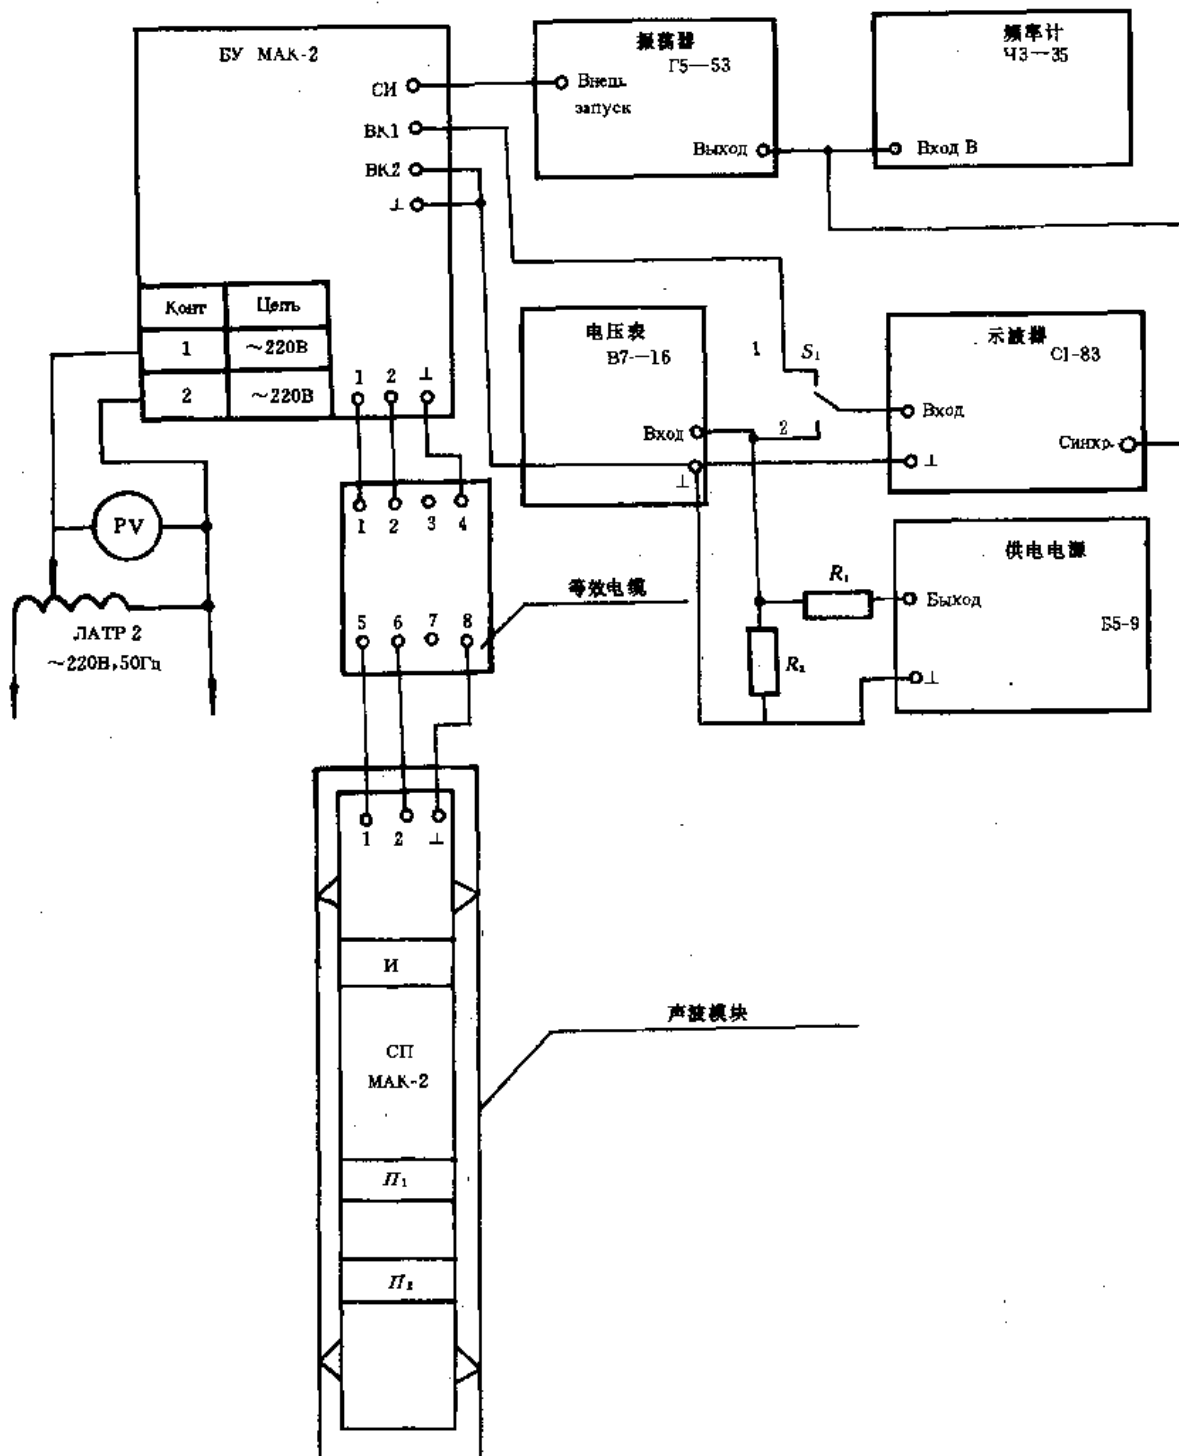 БУ МАК-2
СИ
ВК1
ВК2
⊥
Конт
Цепь
1
~220В
2
~220В
1 2 ⊥
振荡器
Г5—53
Внешь
запуск
Выход
频率计
Ч3—35
Вход В
电压表
В7-—16
Вход
⊥
1
S₁
2
示波器
С1-83
Вход
Синхр.
⊥
PV
ЛАТР 2
~220В,50Гц
1 2 3 4
5 6 7 8
等效电缆
供电电源
R₁
Выход
Б5-9
R₂
⊥
1 2 ⊥
И
СП
МАК-2
П₁
П₂
声波模块